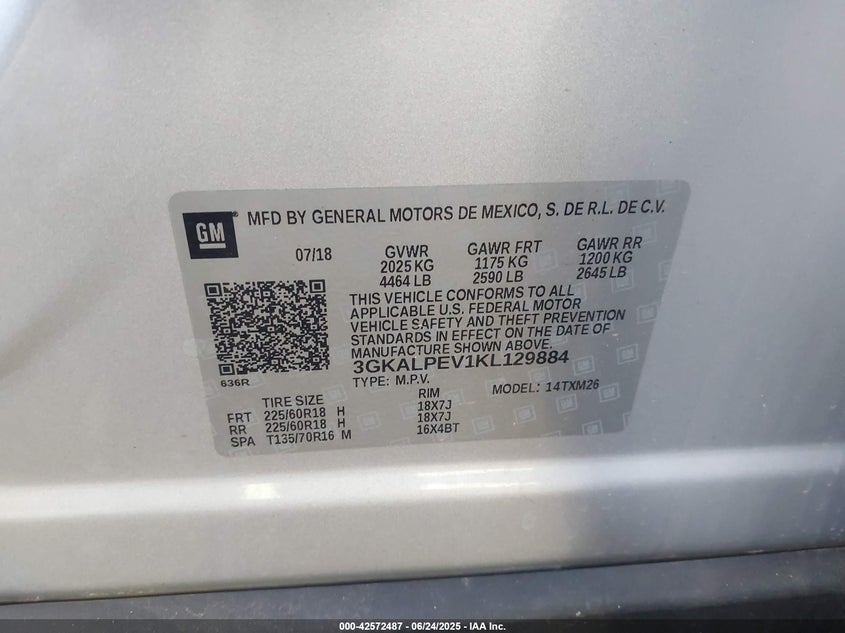 GM® MFD BY GENERAL MOTORS DE MEXICO, S. DE R.L. DE C.V.
07/18 GVWR GAWR FRT GAWR RR
2025 KG 1175 KG 1200 KG
4464 LB 2590 LB 2645 LB
THIS VEHICLE CONFORMS TO ALL
APPLICABLE U.S. FEDERAL MOTOR
VEHICLE SAFETY AND THEFT PREVENTION
STANDARDS IN EFFECT ON THE DATE OF
MANUFACTURE SHOWN ABOVE.
3GKALPEV1KL129884
636R TYPE: M.P.V. MODEL: 14TXM26
TIRE SIZE RIM
FRT 225/60R18 H 18X7J
RR 225/60R18 H 18X7J
SPA T135/70R16 M 16X4BT
000-42572487 - 06/24/2025 - IAA Inc.